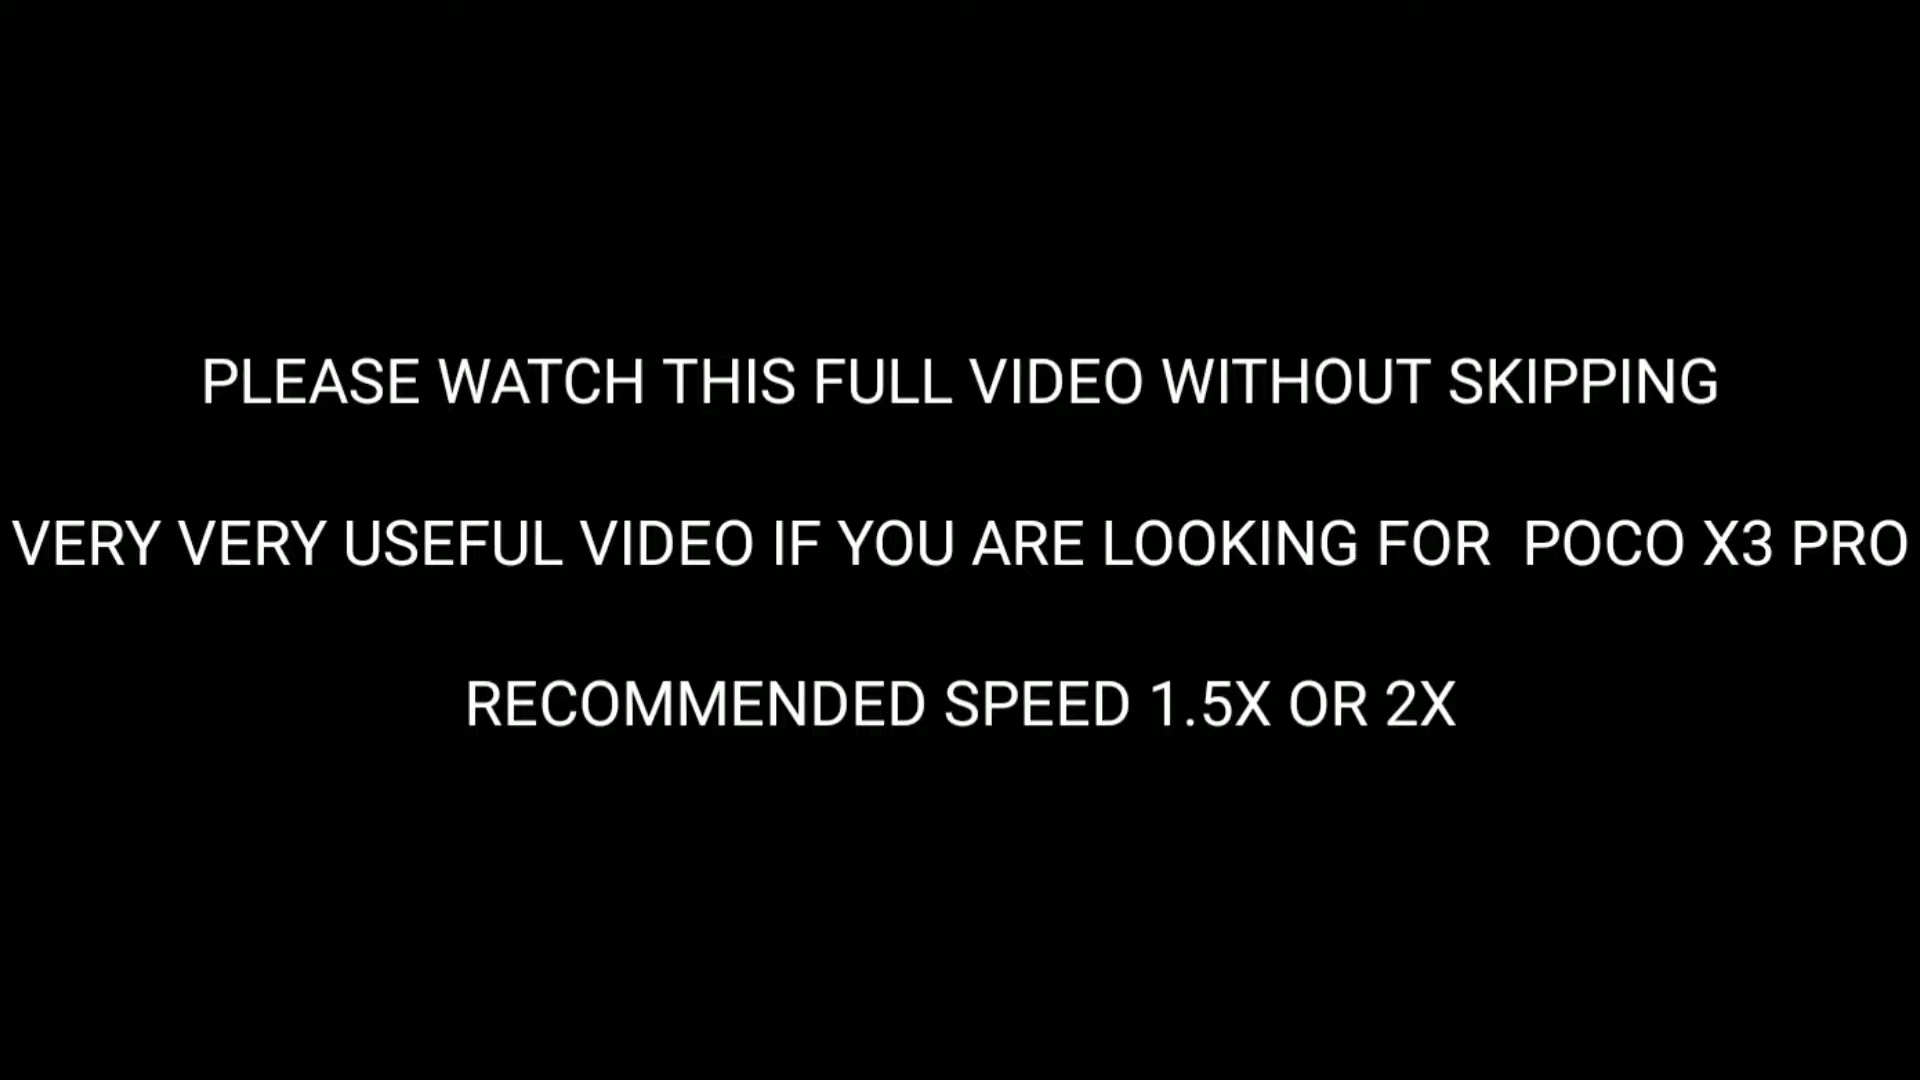 PLEASE WATCH THIS FULL VIDEO WITHOUT SKIPPING
VERY VERY USEFUL VIDEO IF YOU ARE LOOKING FOR  POCO X3 PRO
RECOMMENDED SPEED 1.5X OR 2X